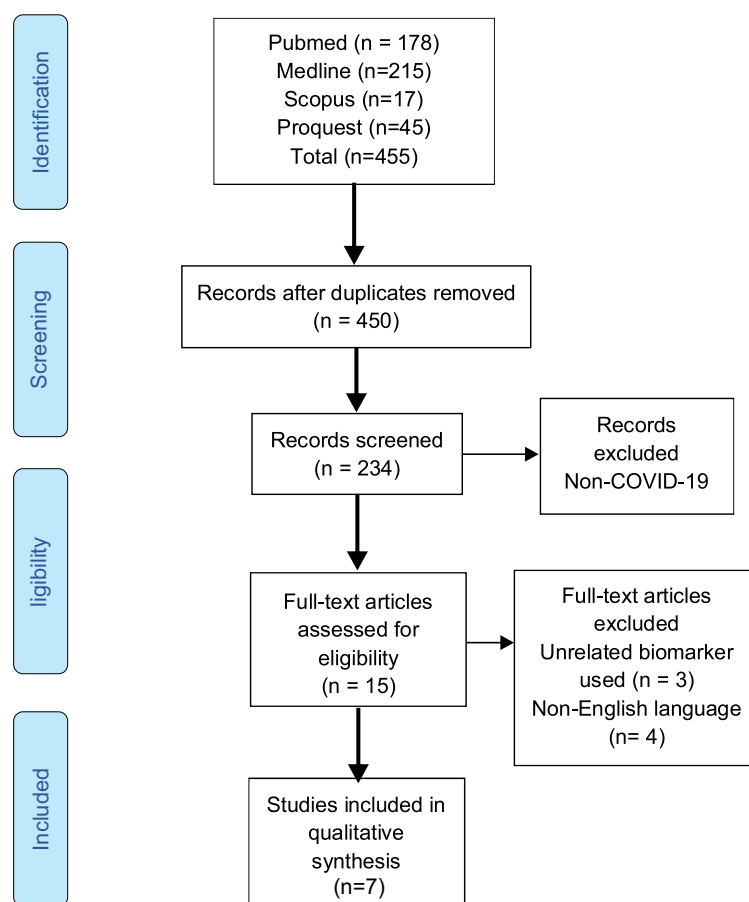 Identification
Pubmed (n = 178)
Medline (n=215)
Scopus (n=17)
Proquest (n=45)
Total (n=455)
Screening
Records after duplicates removed
(n = 450)
Records screened
(n = 234)
Records
excluded
Non-COVID-19
ligibility
Full-text articles
assessed for
eligibility
(n = 15)
Full-text articles
excluded
Unrelated biomarker
used (n = 3)
Non-English language
(n= 4)
Included
Studies included in
qualitative
synthesis
(n=7)